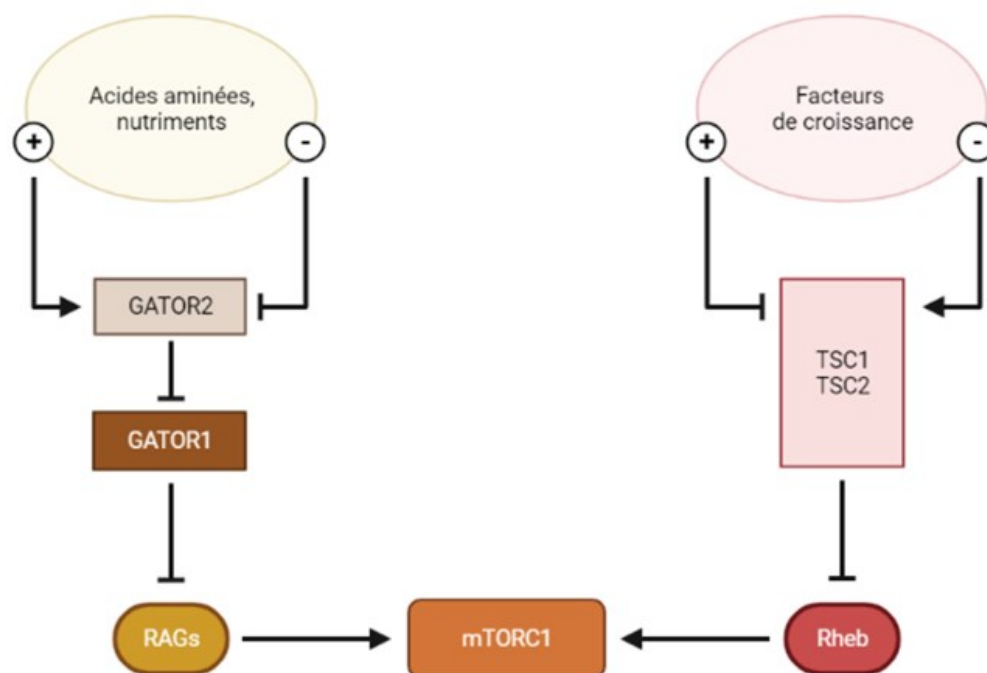 Acides aminées,
nutriments
+
-
Facteurs
de croissance
+
-
GATOR2
GATOR1
TSC1
TSC2
RAGs
mTORC1
Rheb